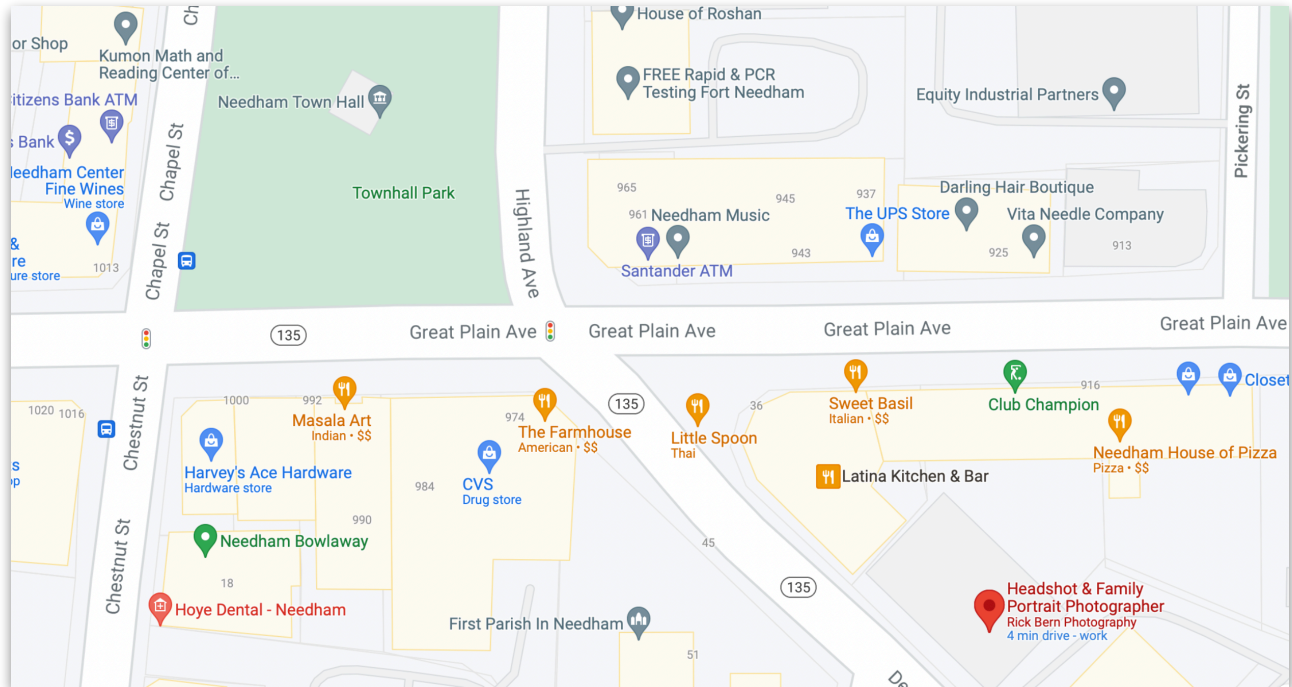 Ch
or Shop
Kumon Math and
Reading Center of...
House of Roshan
FREE Rapid & PCR
Testing Fort Needham
Equity Industrial Partners
Pickering St
itizens Bank ATM
s Bank
Needham Town Hall
Chapel St
eedham Center
Fine Wines
Wine store
Townhall Park
Highland Ave
965
961
945
937
Needham Music
Santander ATM
943
The UPS Store
Darling Hair Boutique
Vita Needle Company
925
913
&
re
ure store
1013
Chapel St
135
Great Plain Ave
Great Plain Ave
Great Plain Ave
Great Plain Ave
1020
1016
Chestnut St
1000
992
Masala Art
Indian • $$
974
The Farmhouse
American • $$
135
Little Spoon
Thai
36
Sweet Basil
Italian • $$
Club Champion
916
Closet
Needham House of Pizza
Pizza • $$
s
op
Harvey's Ace Hardware
Hardware store
984
CVS
Drug store
Latina Kitchen & Bar
990
Needham Bowlaway
45
Chestnut St
18
Hoye Dental - Needham
135
First Parish In Needham
51
Headshot & Family
Portrait Photographer
Rick Bern Photography
4 min drive - work
De